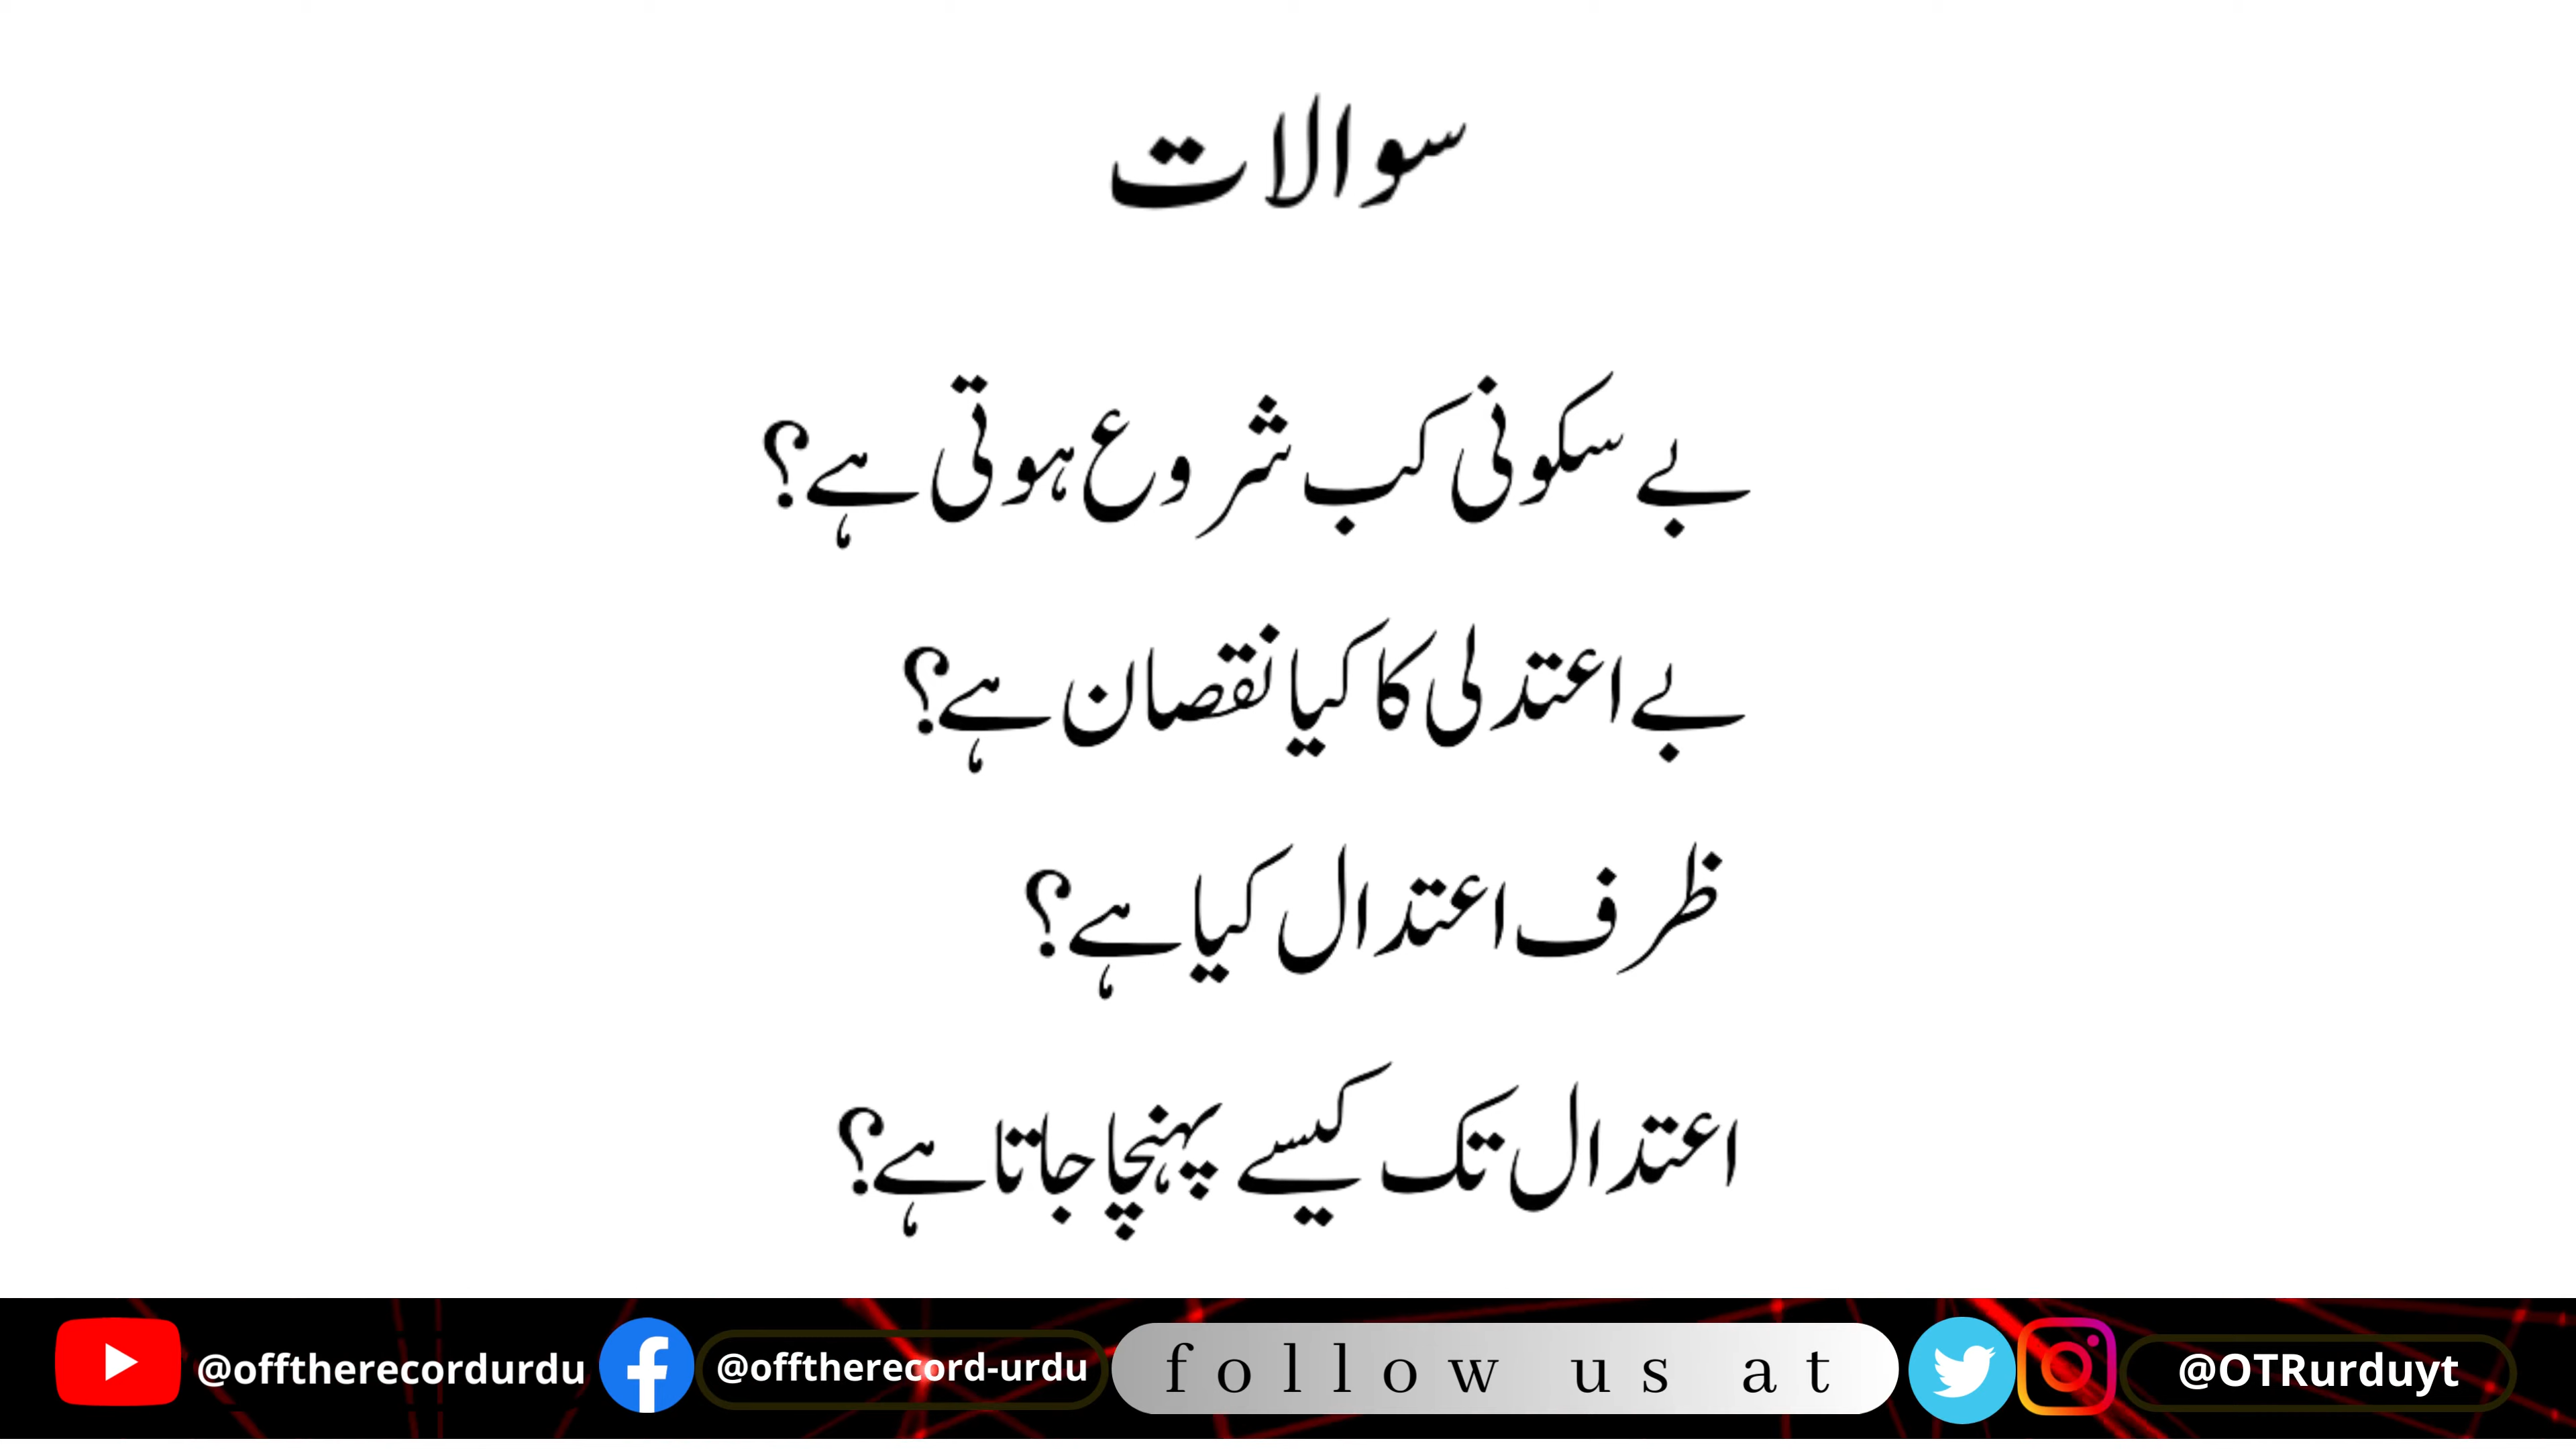 سوالات
بے سکونی کب شروع ہوتی ہے؟
بے اعتدلی کا کیا نقصان ہے؟
ظرف اعتدال کیا ہے؟
اعتدال تک کیسے پہنچا جاتا ہے؟
@offtherecordurdu @offtherecord-urdu follow us at @OTRurduyt